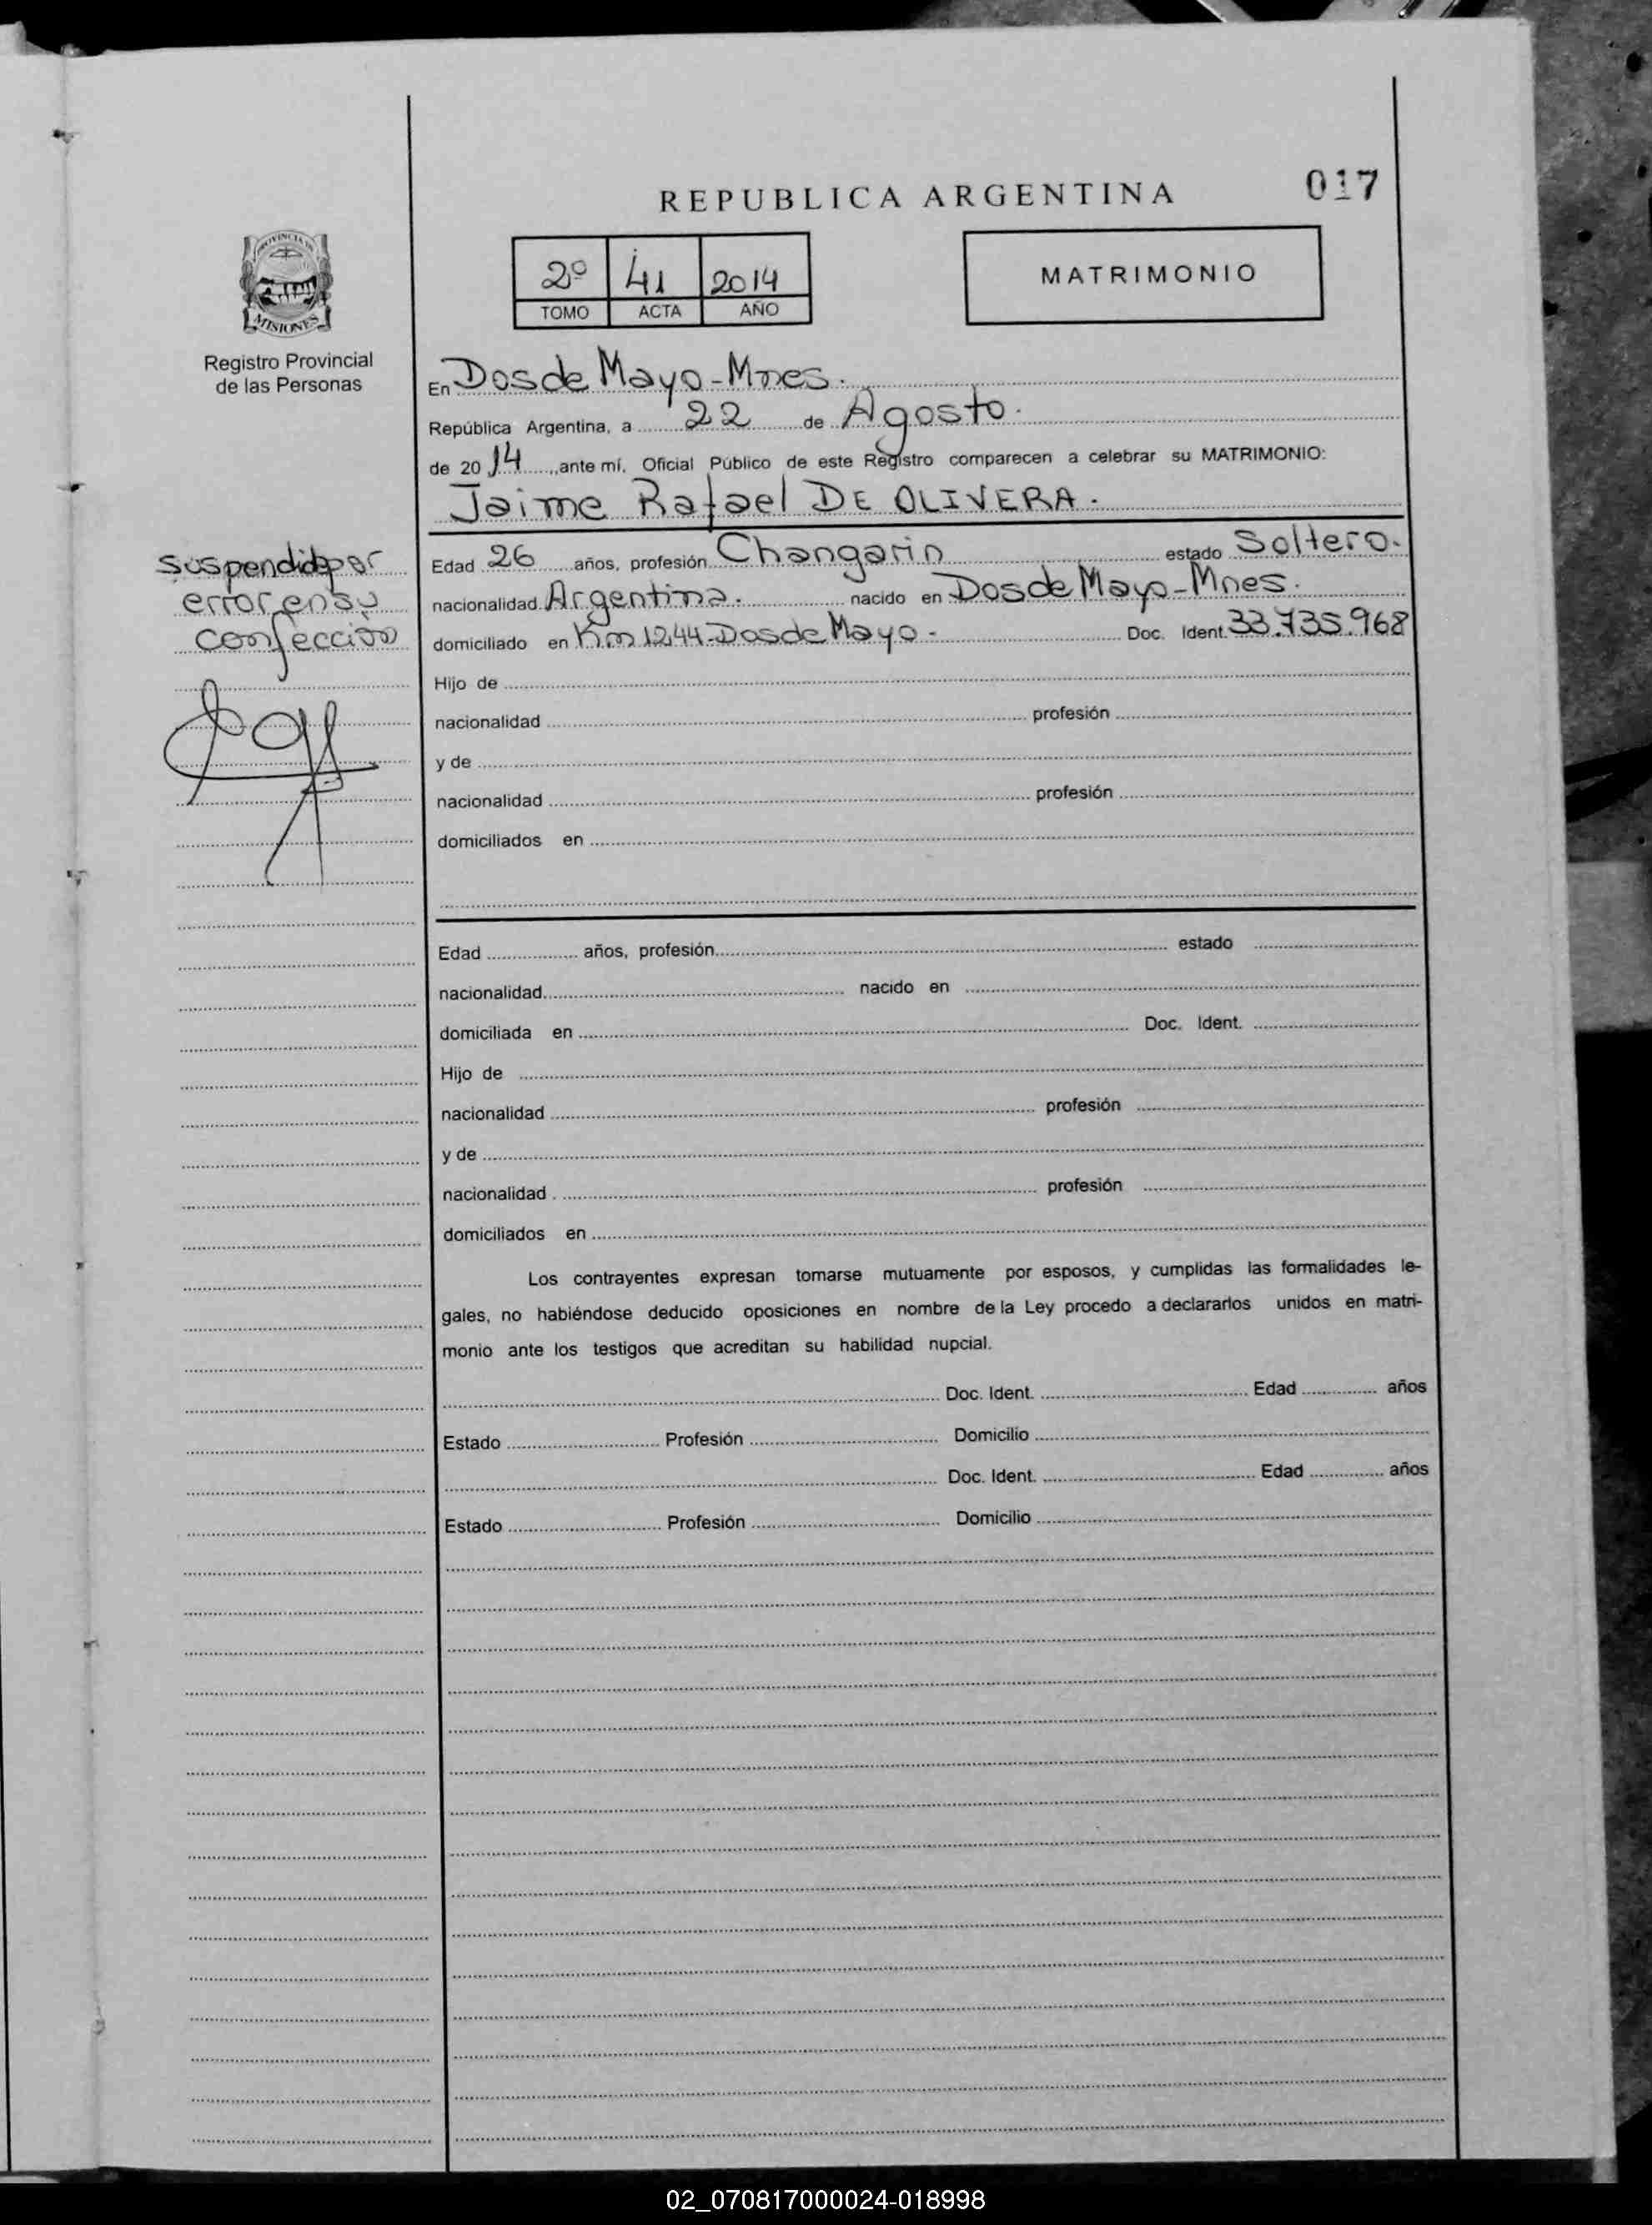 REPUBLICA ARGENTINA
017
PROVINCIA DE
MISIONES
Registro Provincial
de las Personas
2º 41 2014
TOMO ACTA AÑO
MATRIMONIO
En Dos de Mayo - Mnes.
República Argentina, a 22 de Agosto.
de 20 14 ,ante mí, Oficial Público de este Registro comparecen a celebrar su MATRIMONIO:
Jaime Rafael DE OLIVERA.
suspendido por
error en su
confeccion
Edad 26 años, profesión Changarin estado Soltero.
nacionalidad Argentina. nacido en Dos de Mayo - Mnes.
domiciliado en Km 1244 - Dos de Mayo - Doc. Ident. 33.735.968
Hijo de
nacionalidad profesión
y de
nacionalidad profesión
domiciliados en
Edad años, profesión estado
nacionalidad nacido en
domiciliada en Doc. Ident.
Hijo de
nacionalidad profesión
y de
nacionalidad profesión
domiciliados en
Los contrayentes expresan tomarse mutuamente por esposos, y cumplidas las formalidades le-
gales, no habiéndose deducido oposiciones en nombre de la Ley procedo a declararlos unidos en matri-
monio ante los testigos que acreditan su habilidad nupcial.
Doc. Ident. Edad años
Estado Profesión Domicilio
Doc. Ident. Edad años
Estado Profesión Domicilio
02_070817000024-018998